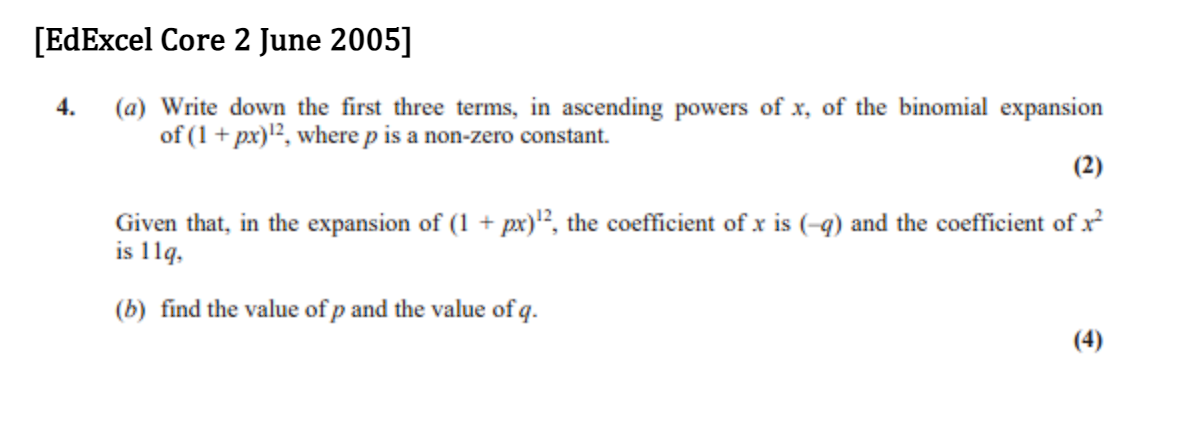 [EdExcel Core 2 June 2005]
4. (a) Write down the first three terms, in ascending powers of x, of the binomial expansion
of (1 + px)¹², where p is a non-zero constant.
(2)
Given that, in the expansion of (1 + px)¹², the coefficient of x is (–q) and the coefficient of x²
is 11q,
(b) find the value of p and the value of q.
(4)